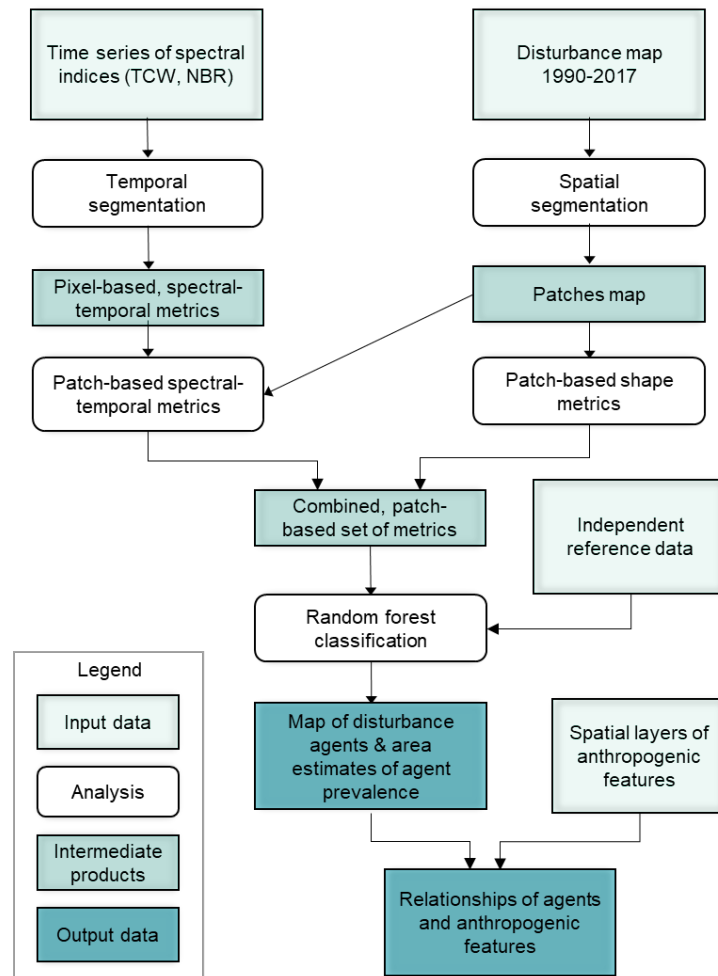 Time series of spectral
indices (TCW, NBR)
Disturbance map
1990-2017
Temporal
segmentation
Spatial
segmentation
Pixel-based, spectral-
temporal metrics
Patches map
Patch-based spectral-
temporal metrics
Patch-based shape
metrics
Combined, patch-
based set of metrics
Independent
reference data
Random forest
classification
Legend
Input data
Analysis
Intermediate
products
Output data
Map of disturbance
agents & area
estimates of agent
prevalence
Spatial layers of
anthropogenic
features
Relationships of agents
and anthropogenic
features